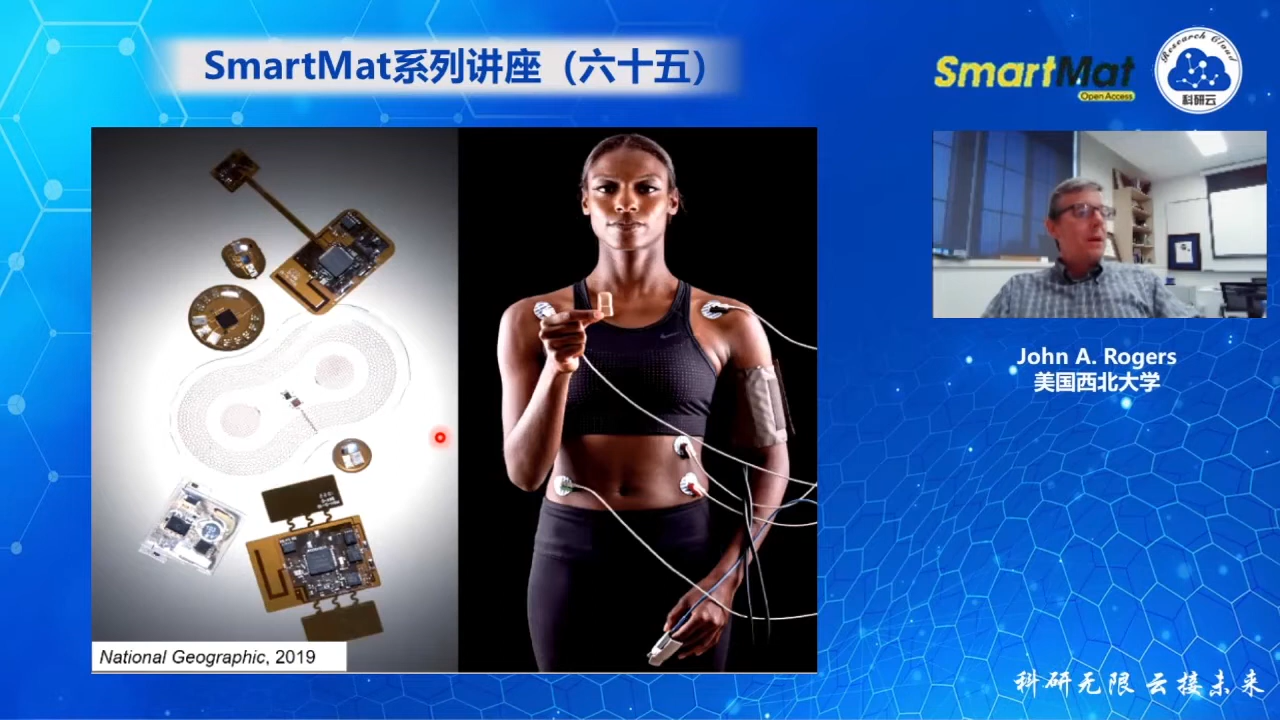 SmartMat系列讲座（六十五）
SmartMat
Open Access
Research Cloud
科研云
John A. Rogers
美国西北大学
National Geographic, 2019
科研无限 云接未来